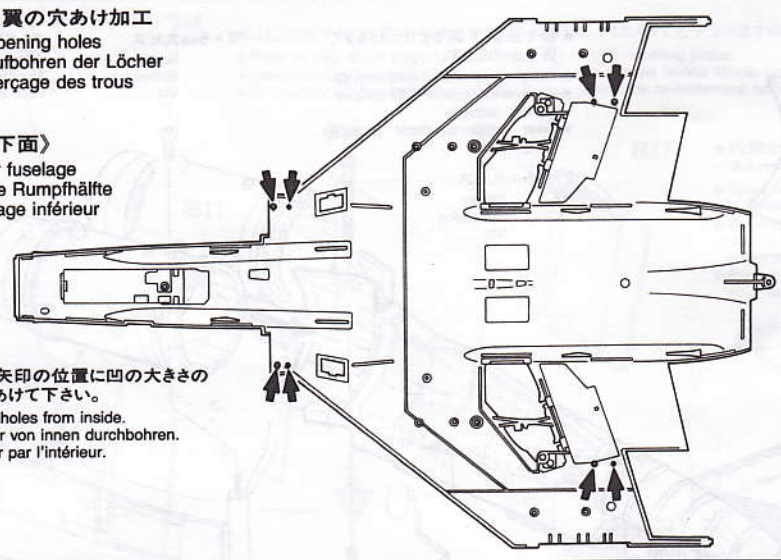 翼の穴あけ加工
pening holes
ufbohren der Löcher
erçage des trous
下面》
r fuselage
e Rumpfhälfte
age inférieur
矢印の位置に凹の大きさの
あけて下さい。
holes from inside.
r von innen durchbohren.
r par l'intérieur.